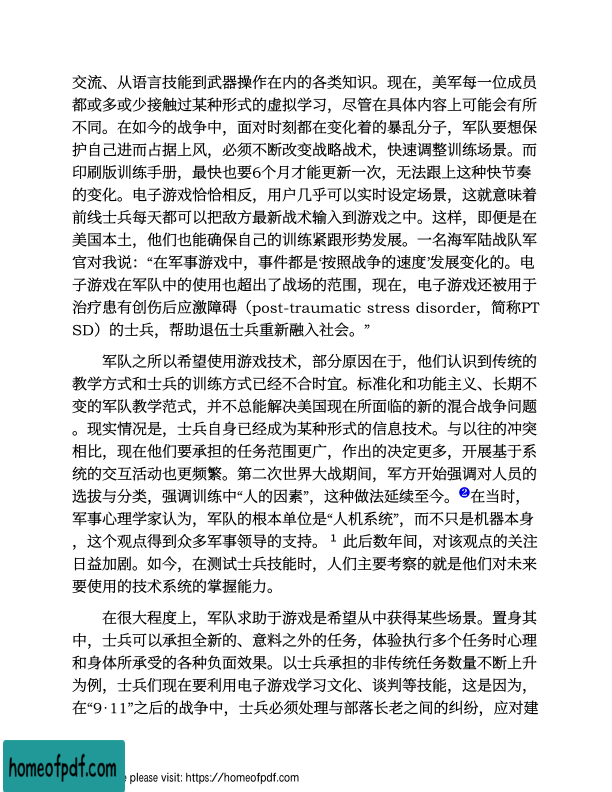 交流、从语言技能到武器操作在内的各类知识。现在，美军每一位成员
都或多或少接触过某种形式的虚拟学习，尽管在具体内容上可能会有所
不同。在如今的战争中，面对时刻都在变化着的暴乱分子，军队要想保
护自己进而占据上风，必须不断改变战略战术，快速调整训练场景。而
印刷版训练手册，最快也要6个月才能更新一次，无法跟上这种快节奏
的变化。电子游戏恰恰相反，用户几乎可以实时设定场景，这就意味着
前线士兵每天都可以把敌方最新战术输入到游戏之中。这样，即便是在
美国本土，他们也能确保自己的训练紧跟形势发展。一名海军陆战队军
官对我说：“在军事游戏中，事件都是‘按照战争的速度’发展变化的。电
子游戏在军队中的使用也超出了战场的范围，现在，电子游戏还被用于
治疗患有创伤后应激障碍（post-traumatic stress disorder，简称PT
SD）的士兵，帮助退伍士兵重新融入社会。”
军队之所以希望使用游戏技术，部分原因在于，他们认识到传统的
教学方式和士兵的训练方式已经不合时宜。标准化和功能主义、长期不
变的军队教学范式，并不总能解决美国现在所面临的新的混合战争问题
。现实情况是，士兵自身已经成为某种形式的信息技术。与以往的冲突
相比，现在他们要承担的任务范围更广，作出的决定更多，开展基于系
统的交互活动也更频繁。第二次世界大战期间，军方开始强调对人员的
选拔与分类，强调训练中“人的因素”，这种做法延续至今。❷在当时，
军事心理学家认为，军队的根本单位是“人机系统”，而不只是机器本身
，这个观点得到众多军事领导的支持。¹ 此后数年间，对该观点的关注
日益加剧。如今，在测试士兵技能时，人们主要考察的就是他们对未来
要使用的技术系统的掌握能力。
在很大程度上，军队求助于游戏是希望从中获得某些场景。置身其
中，士兵可以承担全新的、意料之外的任务，体验执行多个任务时心理
和身体所承受的各种负面效果。以士兵承担的非传统任务数量不断上升
为例，士兵们现在要利用电子游戏学习文化、谈判等技能，这是因为，
在“9·11”之后的战争中，士兵必须处理与部落长老之间的纠纷，应对建
homeofpdf.com
please visit: https://homeofpdf.com